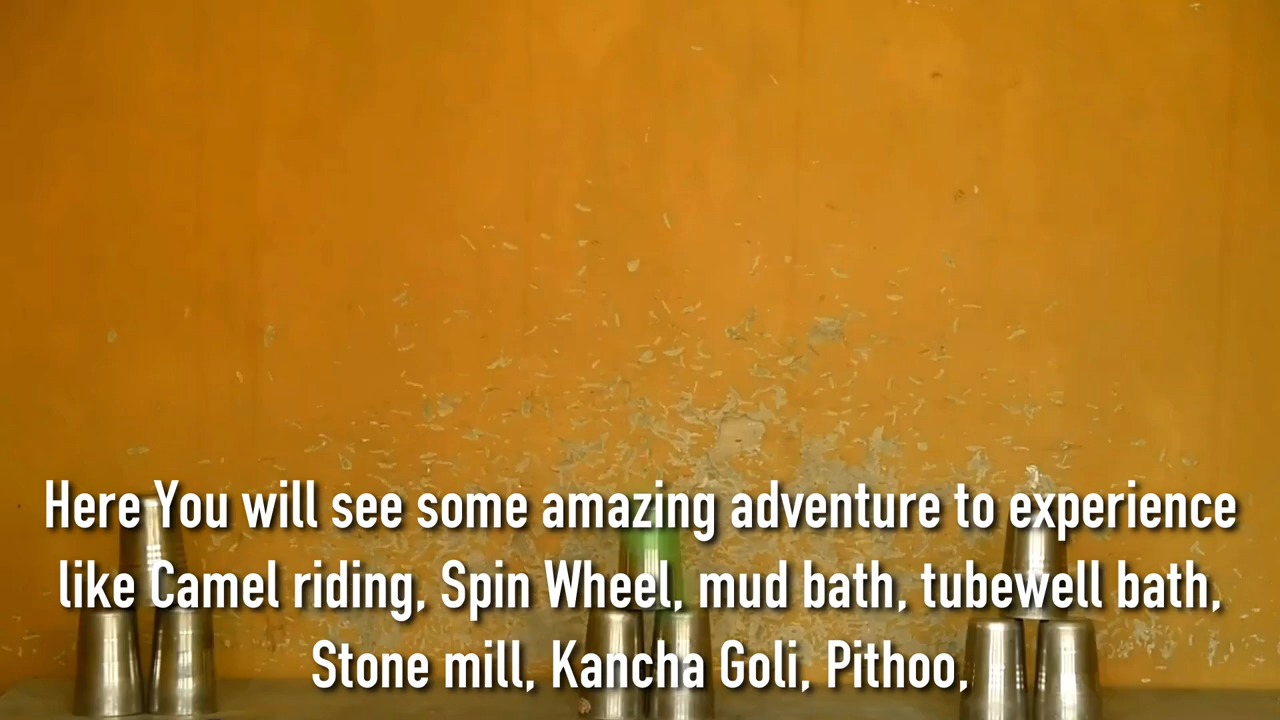 Here You will see some amazing adventure to experience
like Camel riding, Spin Wheel, mud bath, tubewell bath,
Stone mill, Kancha Goli, Pithoo,